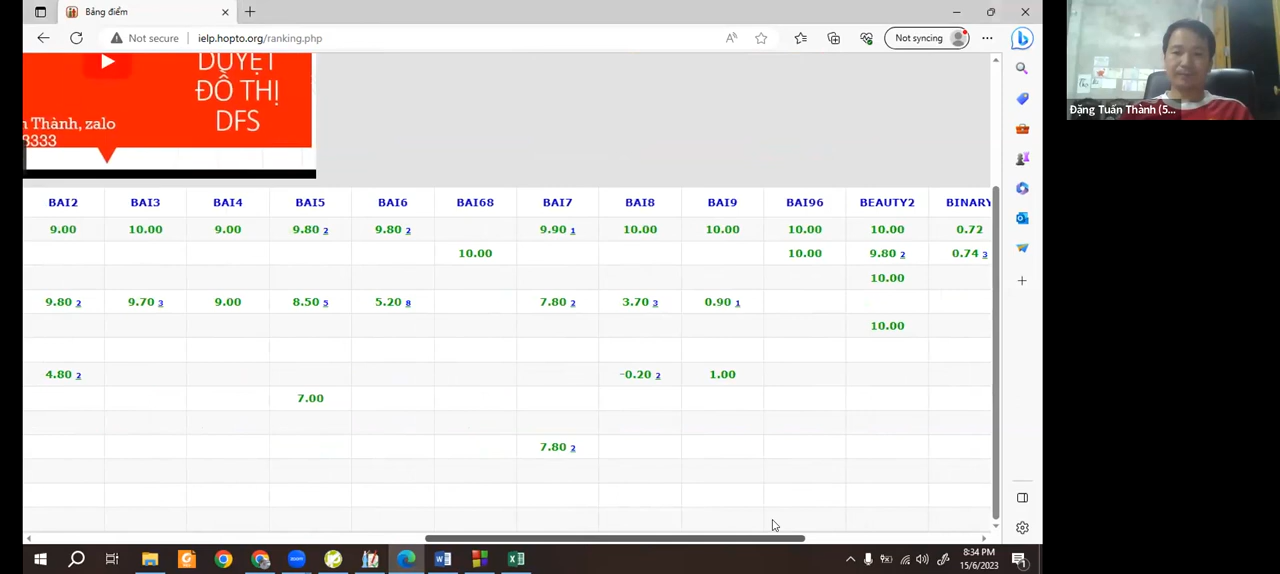 Bảng điểm
Not secure
ielp.hopto.org/ranking.php
Not syncing
DUYỆT
ĐỒ THỊ
DFS
n Thành, zalo
3333
Đặng Tuấn Thành (5...
BAI2 BAI3 BAI4 BAI5 BAI6 BAI68 BAI7 BAI8 BAI9 BAI96 BEAUTY2 BINARY
9.00 10.00 9.00 9.80 2 9.80 2 9.90 1 10.00 10.00 10.00 10.00 0.72
10.00 10.00 9.80 2 0.74 3
10.00
9.80 2 9.70 3 9.00 8.50 5 5.20 8 7.80 2 3.70 3 0.90 1
10.00
4.80 2 -0.20 2 1.00
7.00
7.80 2
8:34 PM
15/6/2023